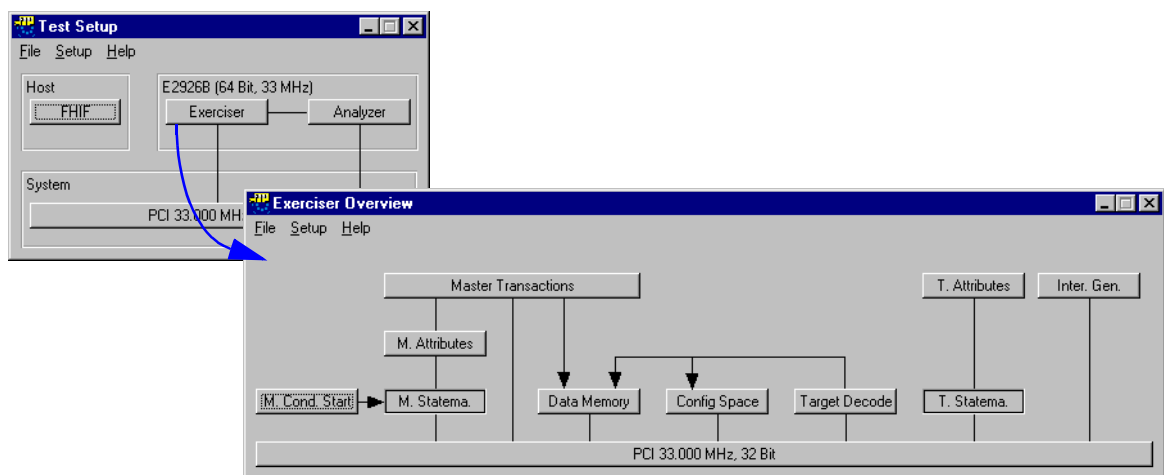 Test Setup
File Setup Help
Host
FHIF
E2926B (64 Bit, 33 MHz)
Exerciser
Analyzer
System
PCI 33.000 MH
Exerciser Overview
File Setup Help
Master Transactions
T. Attributes
Inter. Gen.
M. Attributes
M. Cond. Start
M. Statema.
Data Memory
Config Space
Target Decode
T. Statema.
PCI 33.000 MHz, 32 Bit